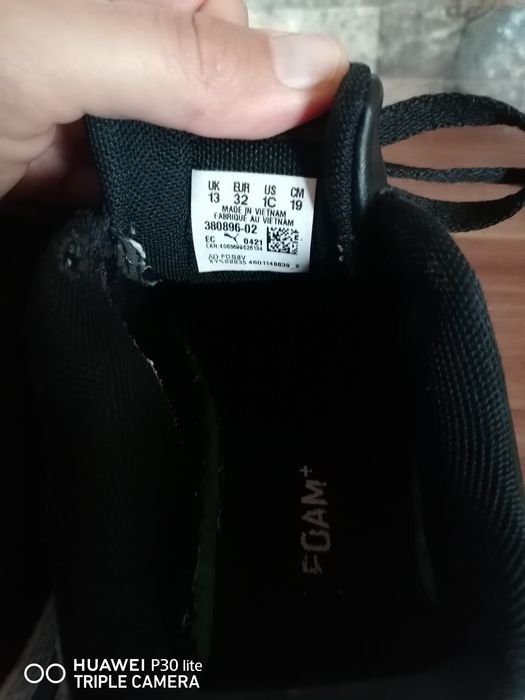 UK EUR US CM
13 32 1C 19
MADE IN VIETNAM
FABRIQUÉ AU VIETNAM
380896-02
EC 0421
FOAM+
HUAWEI P30 lite
TRIPLE CAMERA